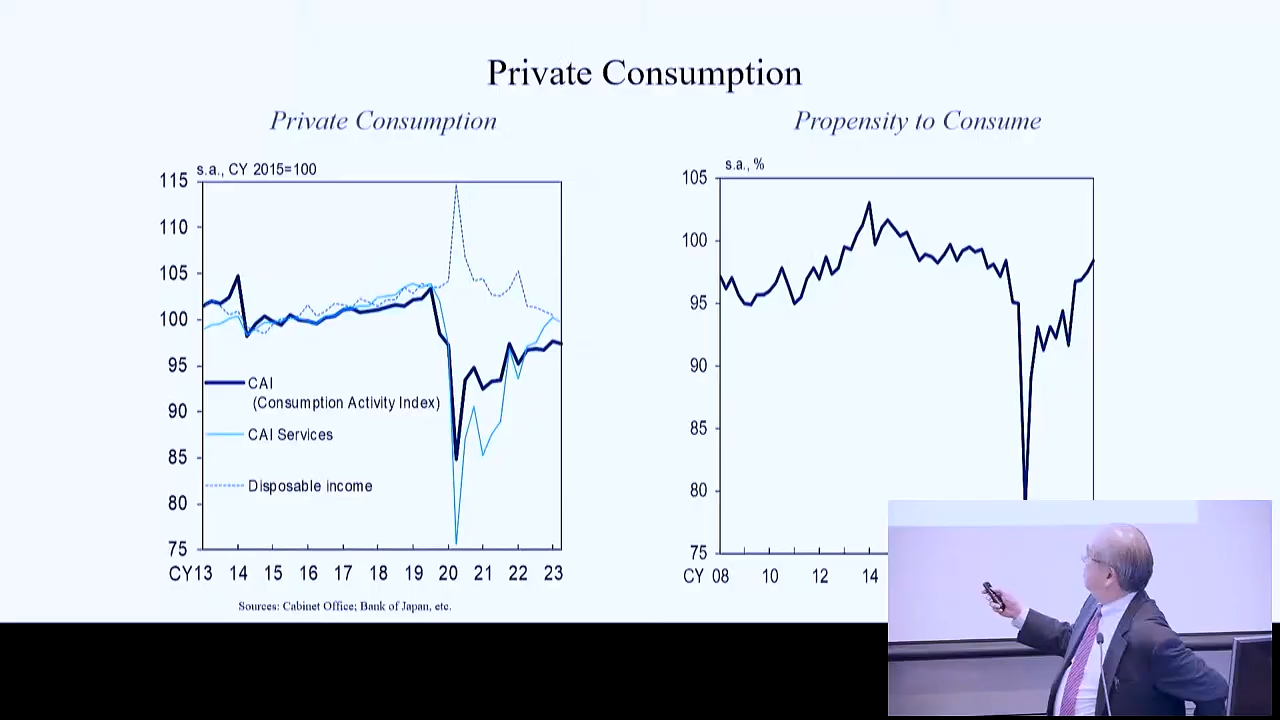 Private Consumption
Private Consumption
s.a., CY 2015=100
115
110
105
100
95
90
85
80
75
CAI
(Consumption Activity Index)
CAI Services
Disposable income
CY13 14 15 16 17 18 19 20 21 22 23
Sources: Cabinet Office; Bank of Japan, etc.
Propensity to Consume
s.a., %
105
100
95
90
85
80
75
CY 08 10 12 14